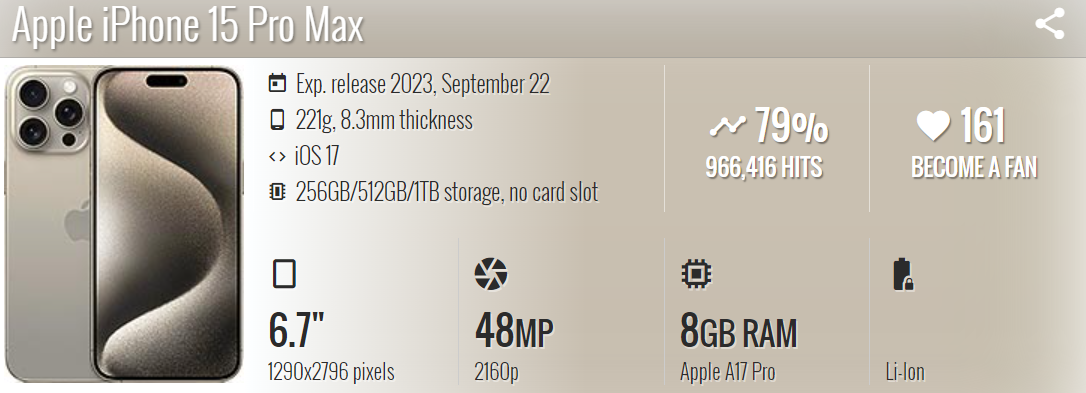 Apple iPhone 15 Pro Max
Exp. release 2023, September 22
221g, 8.3mm thickness
iOS 17
256GB/512GB/1TB storage, no card slot
79%
966,416 HITS
161
BECOME A FAN
6.7"
1290x2796 pixels
48MP
2160p
8GB RAM
Apple A17 Pro
Li-Ion